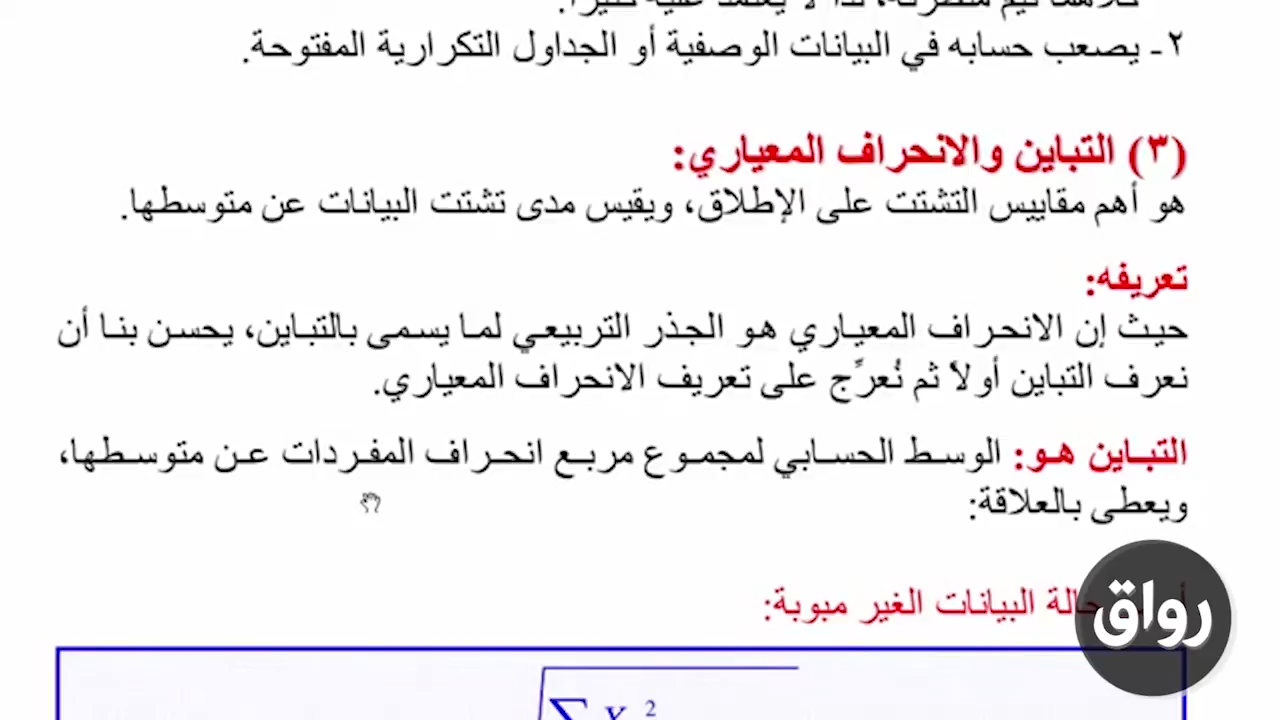 ٢- يصعب حسابه في البيانات الوصفية أو الجداول التكرارية المفتوحة.
(٣) التباين والانحراف المعياري:
هو أهم مقاييس التشتت على الإطلاق، ويقيس مدى تشتت البيانات عن متوسطها.
تعريفه:
حيث إن الانحراف المعياري هو الجذر التربيعي لما يسمى بالتباين، يحسن بنا أن
نعرف التباين أولاً ثم نُعرِّج على تعريف الانحراف المعياري.
التباين هو: الوسط الحسابي لمجموع مربع انحراف المفردات عن متوسطها،
ويعطى بالعلاقة:
حالة البيانات الغير مبوبة:
رواق
∑ X 2